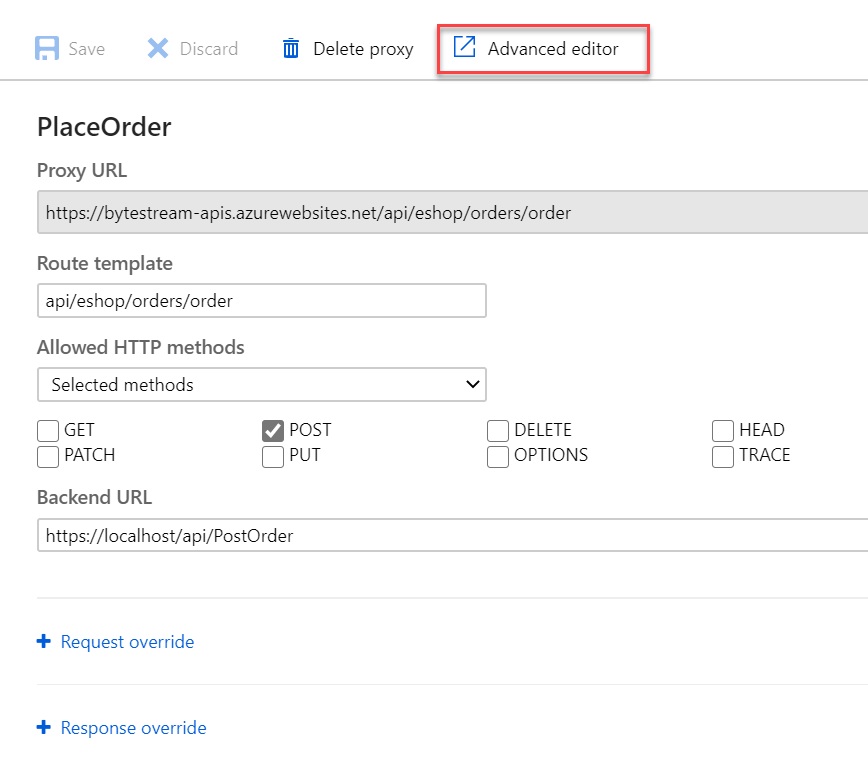 Save Discard Delete proxy Advanced editor
PlaceOrder
Proxy URL
https://bytestream-apis.azurewebsites.net/api/eshop/orders/order
Route template
api/eshop/orders/order
Allowed HTTP methods
Selected methods
GET POST DELETE HEAD
PATCH PUT OPTIONS TRACE
Backend URL
https://localhost/api/PostOrder
Request override
Response override